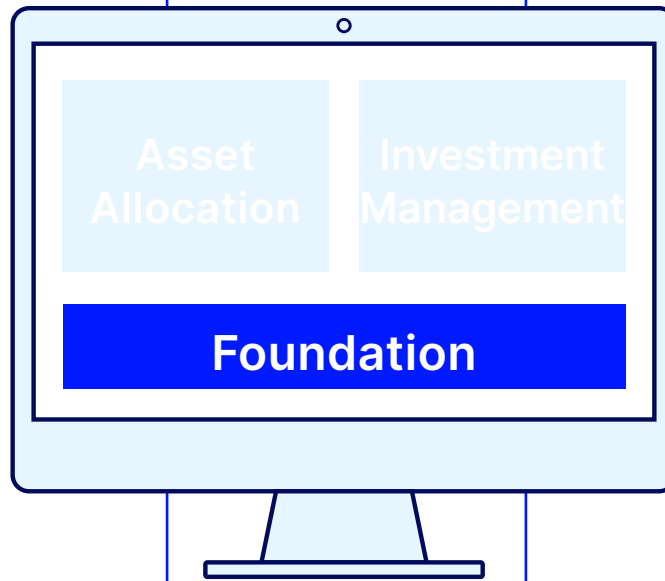 Asset
Allocation
Investment
Management
Foundation